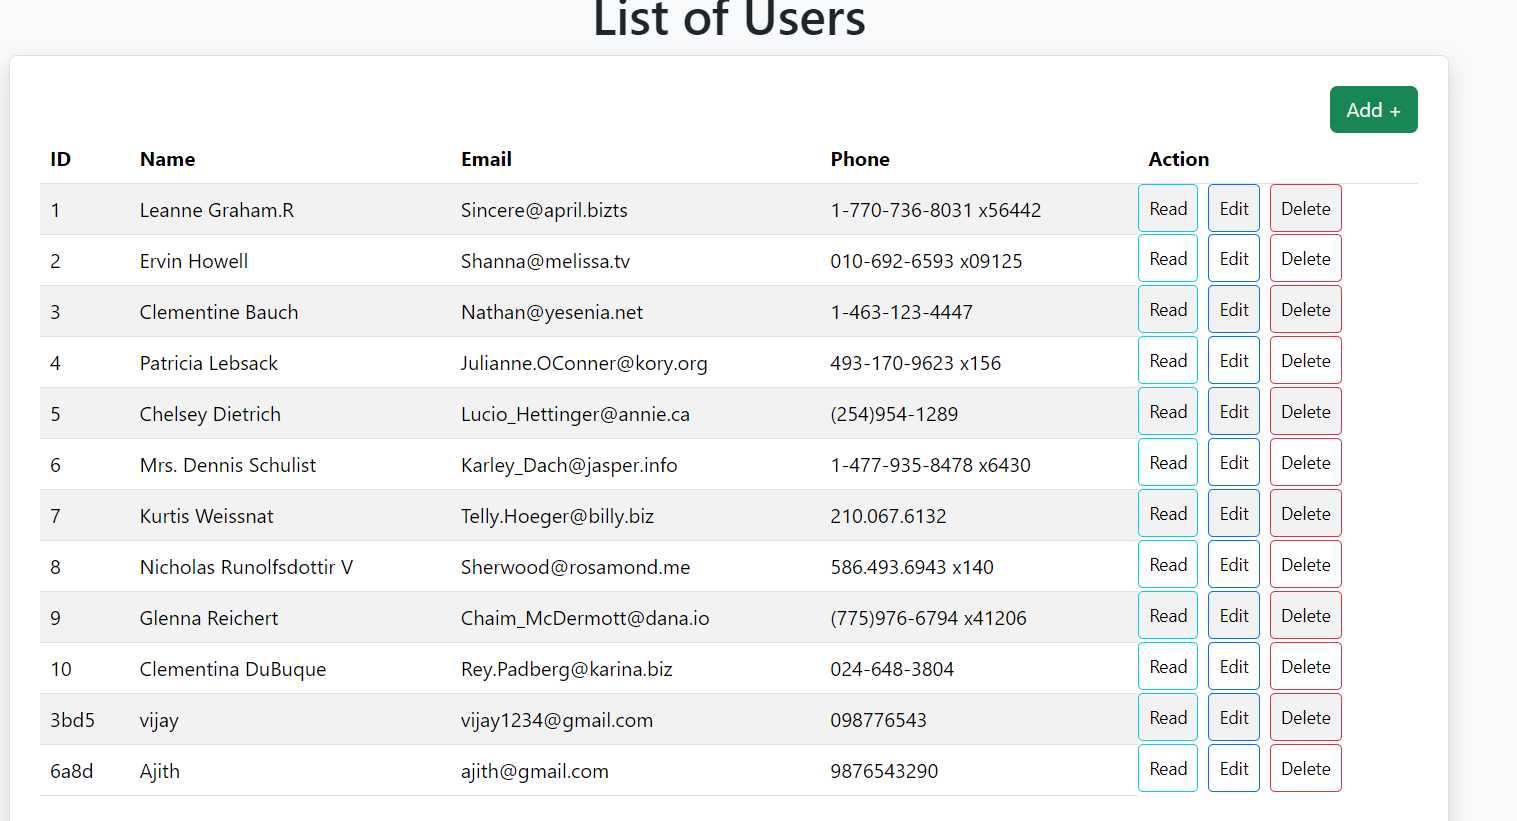 List of Users
Add +
ID Name Email Phone Action
1 Leanne Graham.R Sincere@april.bizts 1-770-736-8031 x56442 Read Edit Delete
2 Ervin Howell Shanna@melissa.tv 010-692-6593 x09125 Read Edit Delete
3 Clementine Bauch Nathan@yesenia.net 1-463-123-4447 Read Edit Delete
4 Patricia Lebsack Julianne.OConner@kory.org 493-170-9623 x156 Read Edit Delete
5 Chelsey Dietrich Lucio_Hettinger@annie.ca (254)954-1289 Read Edit Delete
6 Mrs. Dennis Schulist Karley_Dach@jasper.info 1-477-935-8478 x6430 Read Edit Delete
7 Kurtis Weissnat Telly.Hoeger@billy.biz 210.067.6132 Read Edit Delete
8 Nicholas Runolfsdottir V Sherwood@rosamond.me 586.493.6943 x140 Read Edit Delete
9 Glenna Reichert Chaim_McDermott@dana.io (775)976-6794 x41206 Read Edit Delete
10 Clementina DuBuque Rey.Padberg@karina.biz 024-648-3804 Read Edit Delete
3bd5 vijay vijay1234@gmail.com 098776543 Read Edit Delete
6a8d Ajith ajith@gmail.com 9876543290 Read Edit Delete